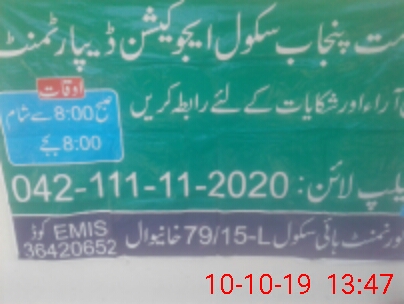 مت پنجاب سکول ایجوکیشن ڈیپارٹمنٹ
آراء اور شکایات کے لئے رابطہ کریں
اوقات
صبح 8:00 سے شام
8:00 بجے
لپ لائن: 042-111-11-2020
ورنمنٹ ہائی سکول 79/15-L خانیوال
EMIS کوڈ
36420652
10-10-19 13:47